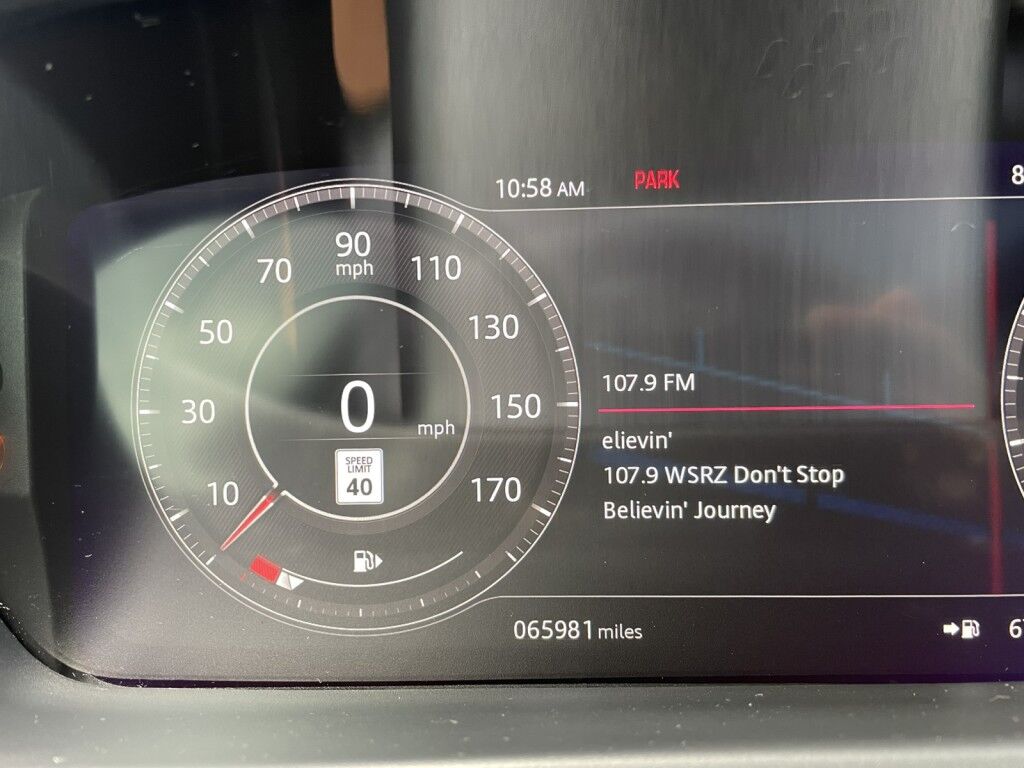 10:58 AM
PARK
8
90
mph
70
110
50
130
30
150
10
170
0
mph
SPEED
LIMIT
40
107.9 FM
elievin'
107.9 WSRZ Don't Stop
Believin' Journey
065981 miles